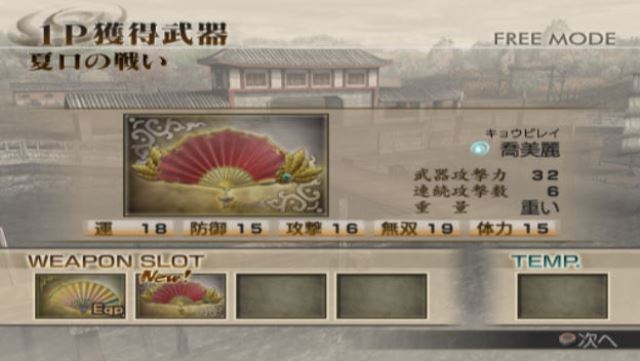 1P獲得武器
夏口の戦い
FREE MODE
キョウビレイ
喬美麗
武器攻撃力 32
連続攻撃数 6
重量 重い
運 18 防御 15 攻撃 16 無双 19 体力 15
WEAPON SLOT
TEMP.
New!
Eqp
次へ